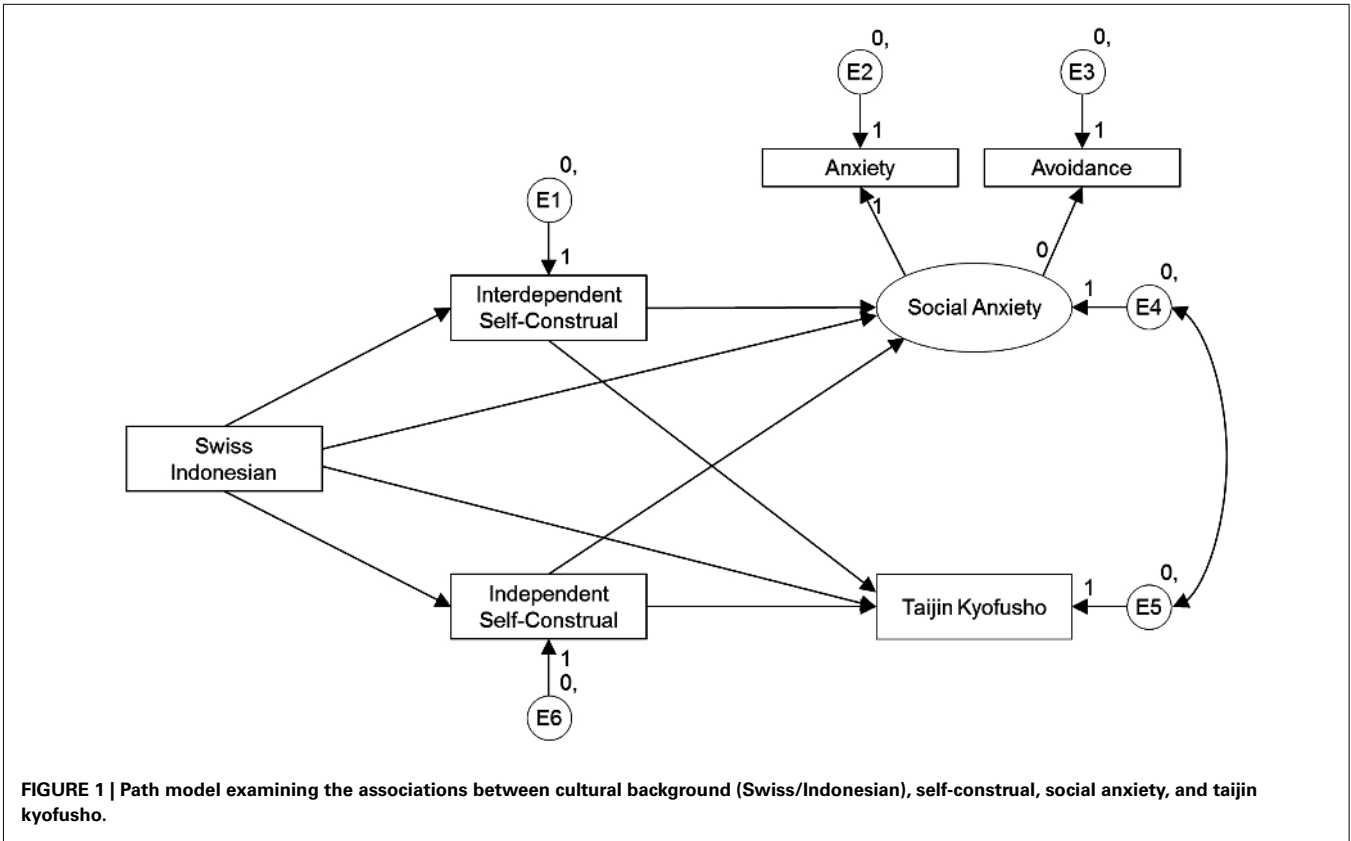 0,
0,
E2
E3
1
1
Anxiety
Avoidance
0,
E1
1
1
0
0,
Interdependent
Self-Construal
Social Anxiety
1
E4
Swiss
Indonesian
Independent
Self-Construal
Taijin Kyofusho
1
0,
E5
1
0,
E6
FIGURE 1 | Path model examining the associations between cultural background (Swiss/Indonesian), self-construal, social anxiety, and taijin
kyofusho.